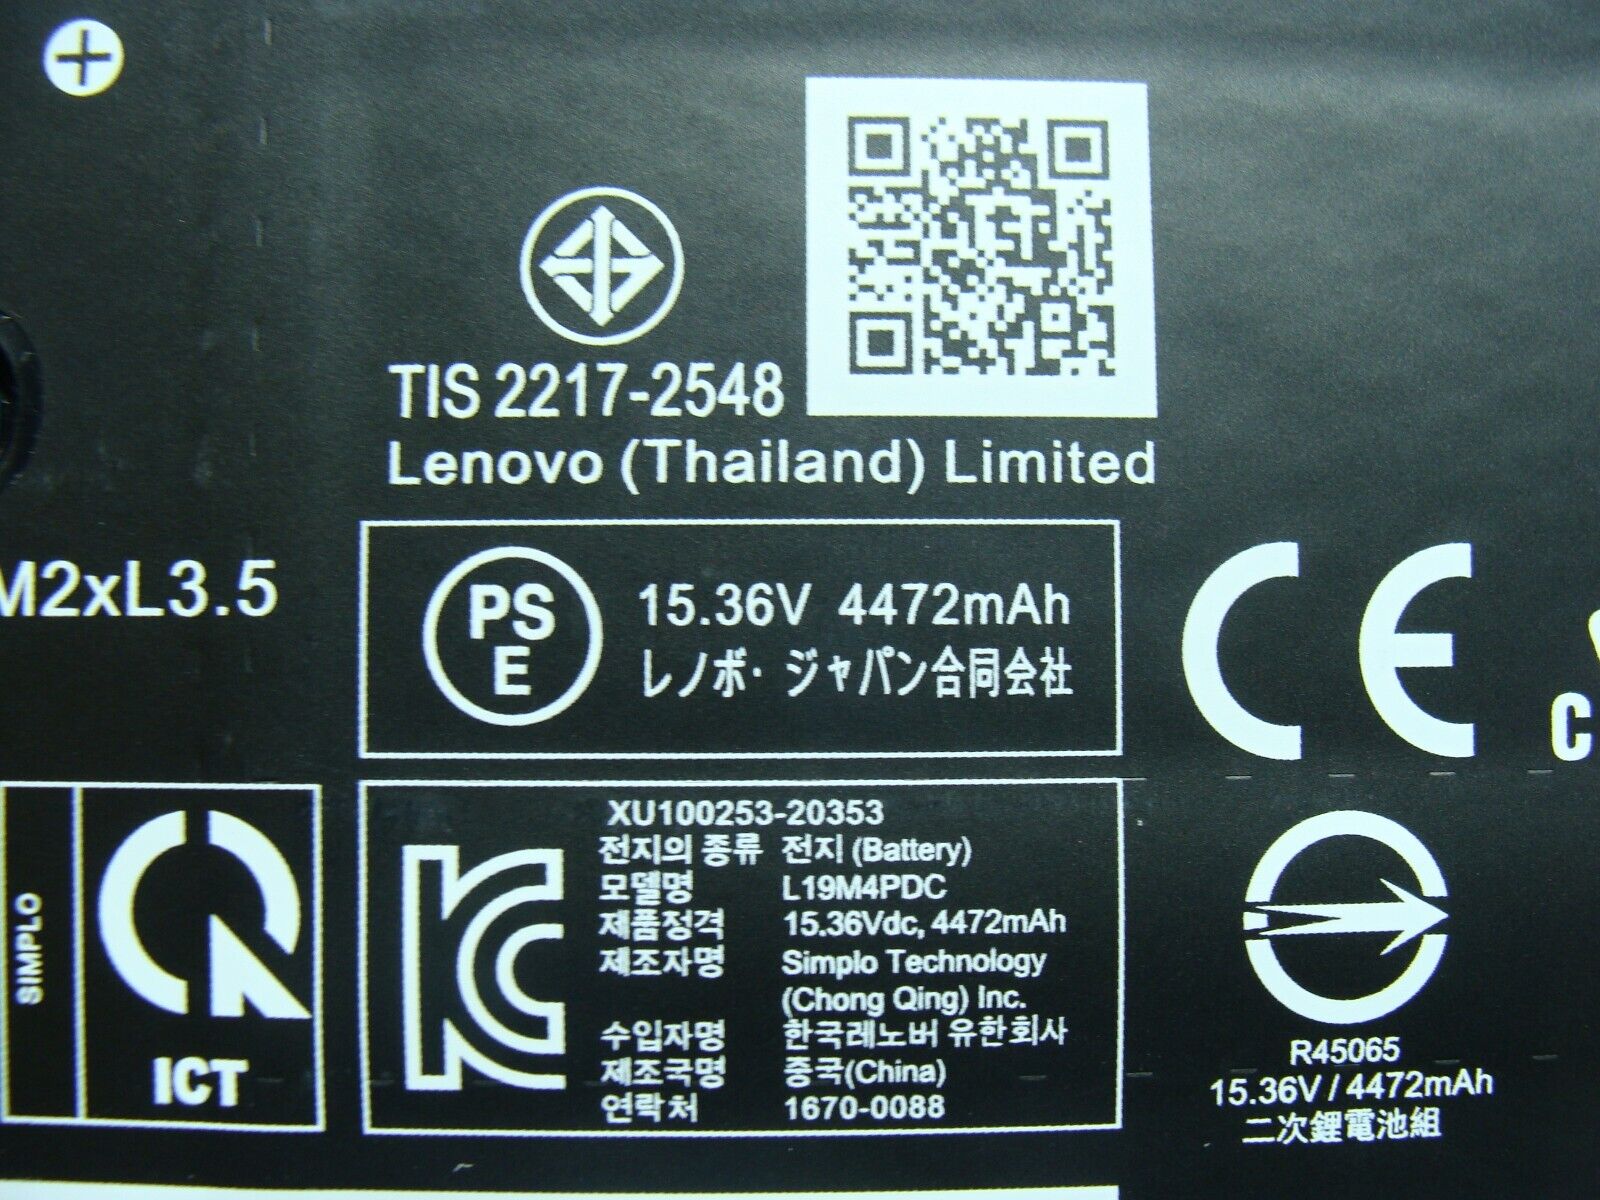 TIS 2217-2548
Lenovo (Thailand) Limited
M2xL3.5
PS
E
15.36V 4472mAh
レノボ・ジャパン合同会社
CE
C
SIMPLO
ICT
XU100253-20353
전지의 종류 전지 (Battery)
모델명 L19M4PDC
제품정격 15.36Vdc, 4472mAh
제조자명 Simplo Technology
(Chong Qing) Inc.
수입자명 한국레노버 유한회사
제조국명 중국(China)
연락처 1670-0088
R45065
15.36V / 4472mAh
二次鋰電池組